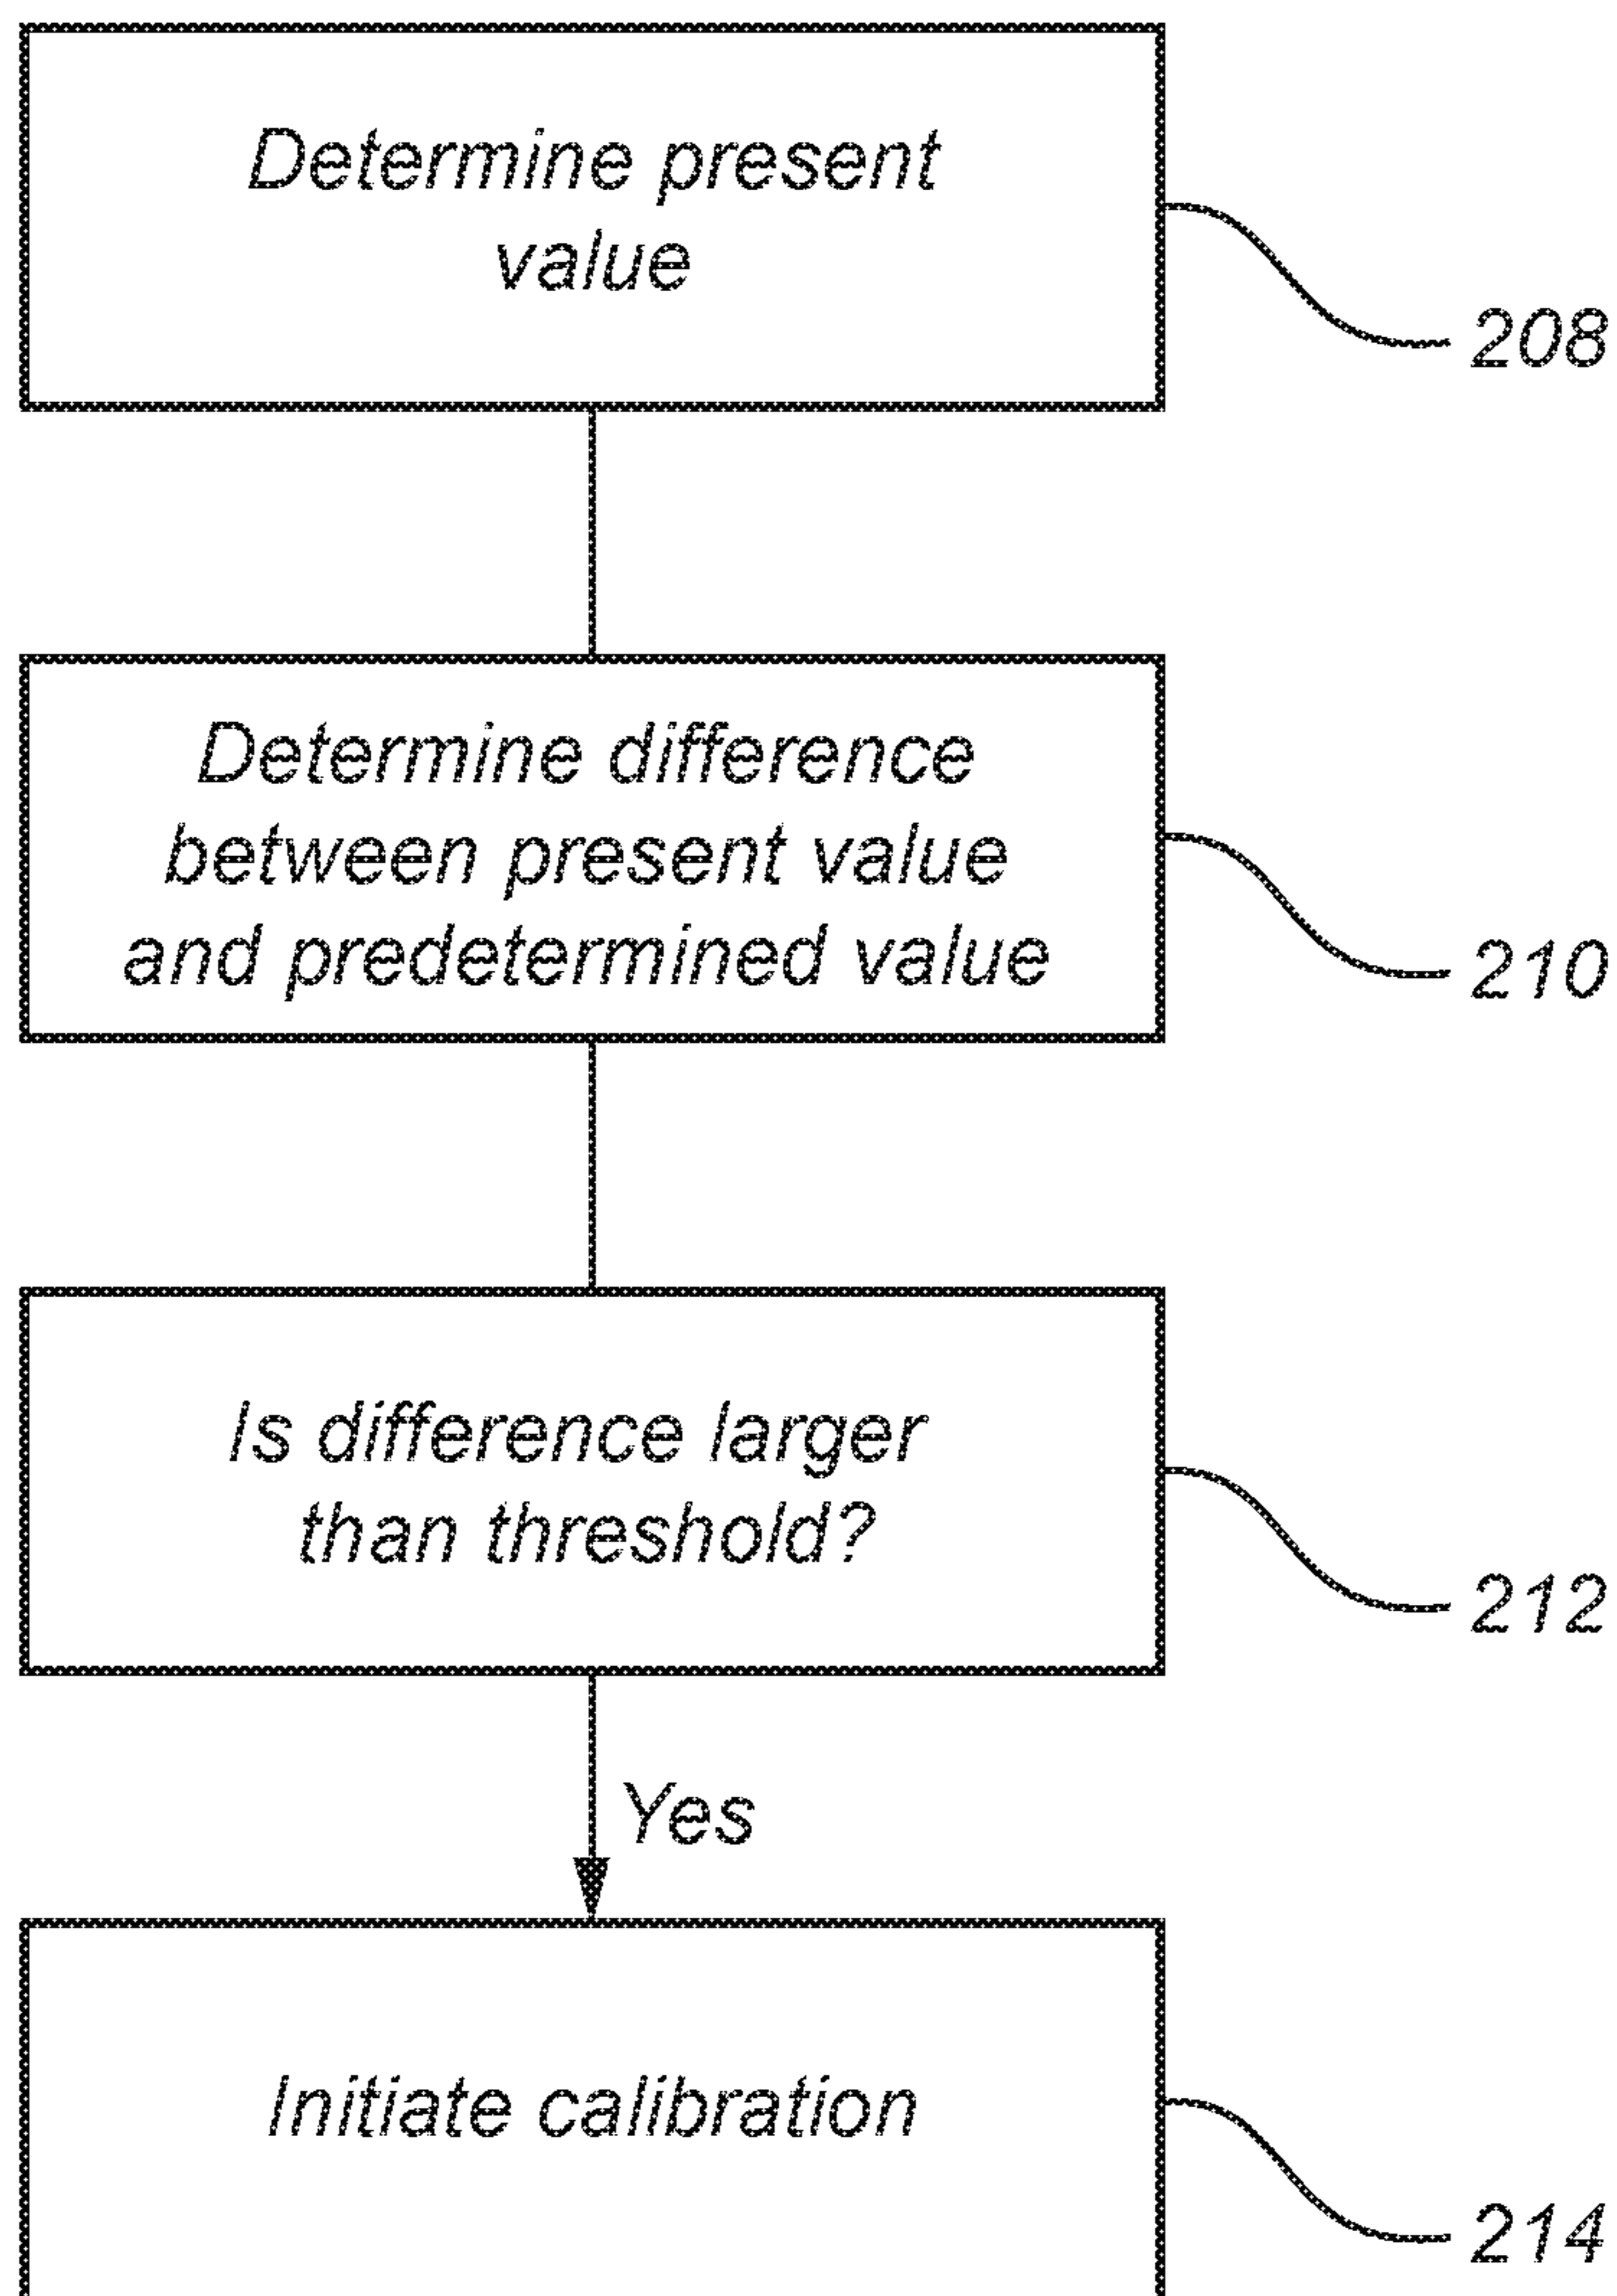 Determine present
value
208
Determine difference
between present value
and predetermined value
210
Is difference larger
than threshold?
212
Yes
Initiate calibration
214